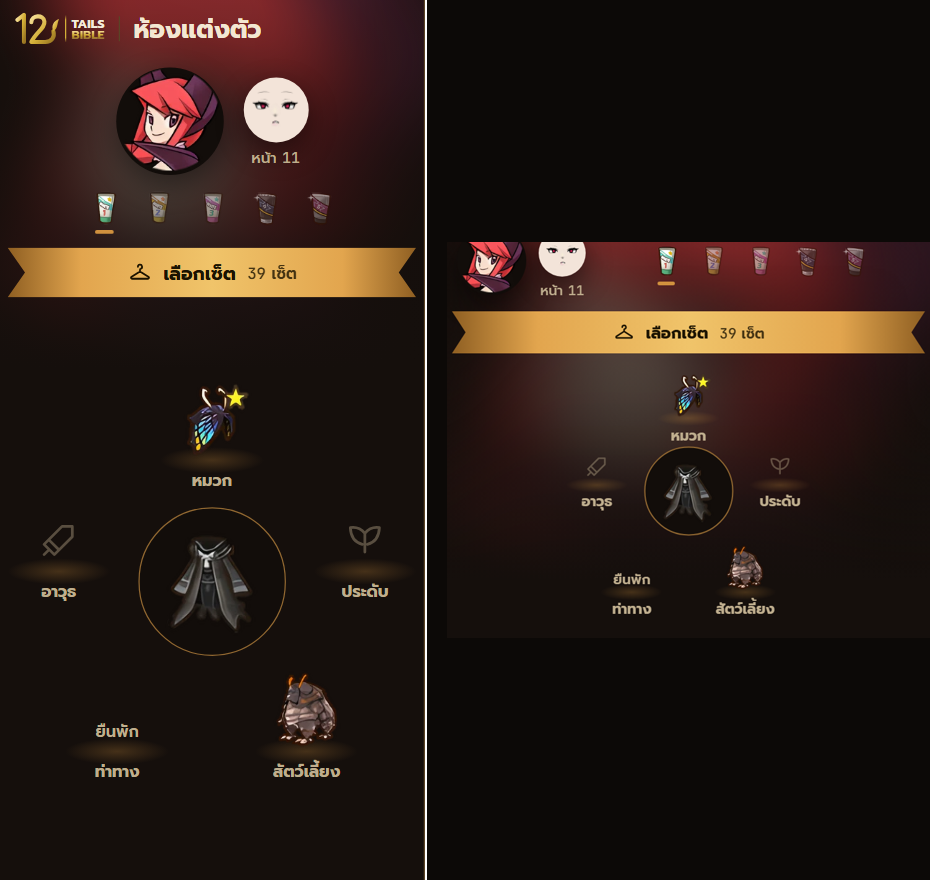 12 TAILS BIBLE ห้องแต่งตัว
หน้า 11
เลือกเซ็ต 39 เซ็ต
หมวก
อาวุธ
ประดับ
ยืนพัก
ท่าทาง
สัตว์เลี้ยง
หน้า 11
เลือกเซ็ต 39 เซ็ต
หมวก
อาวุธ
ประดับ
ยืนพัก
ท่าทาง
สัตว์เลี้ยง